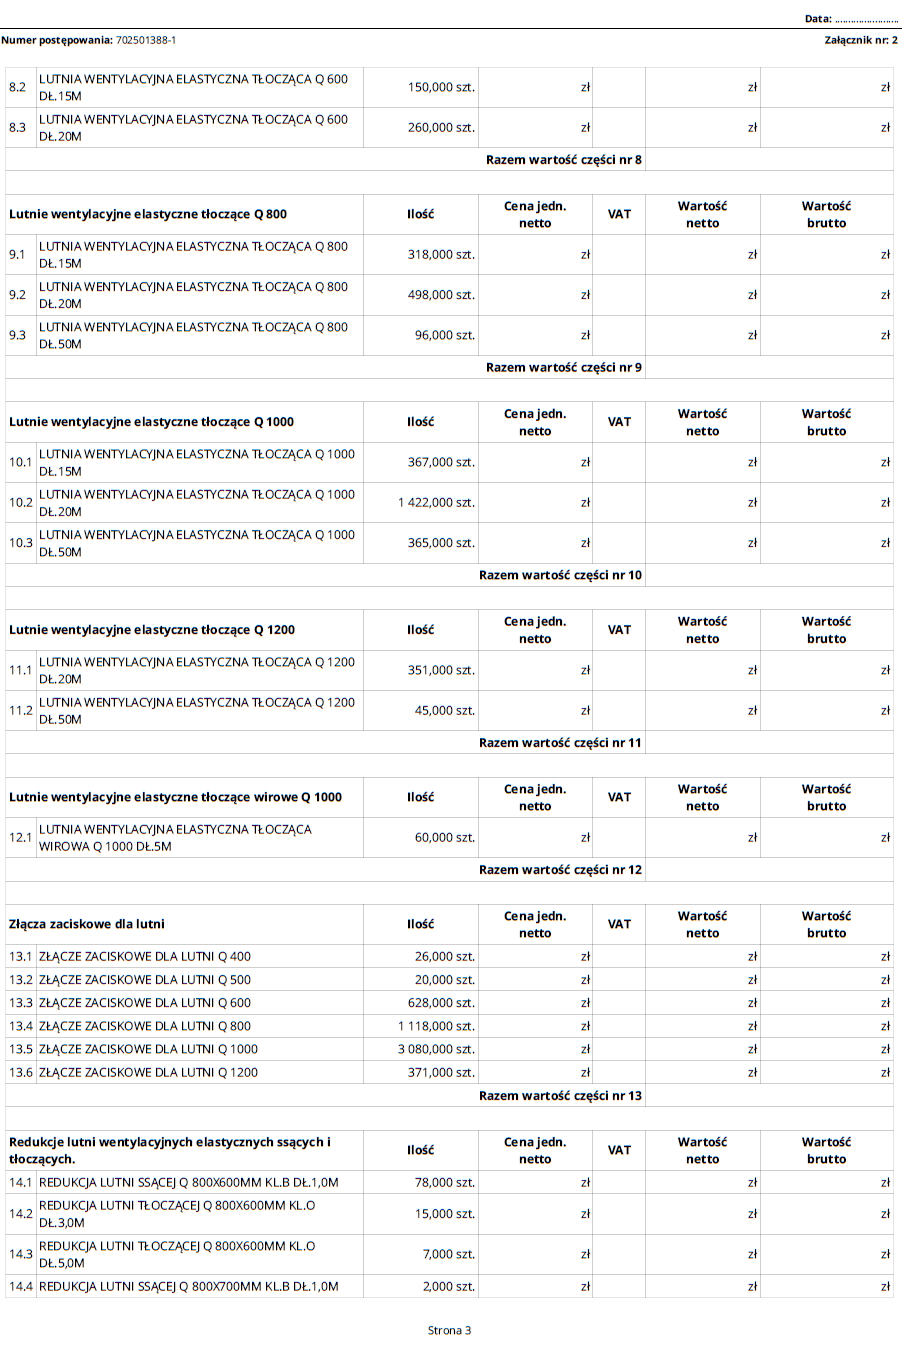 Data: ........................
Numer postępowania: 702501388-1 Załącznik nr: 2
8.2 LUTNIA WENTYLACYJNA ELASTYCZNA TŁOCZĄCA Q 600 DŁ.15M 150,000 szt. zł zł zł
8.3 LUTNIA WENTYLACYJNA ELASTYCZNA TŁOCZĄCA Q 600 DŁ.20M 260,000 szt. zł zł zł
Razem wartość części nr 8
Lutnie wentylacyjne elastyczne tłoczące Q 800 Ilość Cena jedn. netto VAT Wartość netto Wartość brutto
9.1 LUTNIA WENTYLACYJNA ELASTYCZNA TŁOCZĄCA Q 800 DŁ.15M 318,000 szt. zł zł zł
9.2 LUTNIA WENTYLACYJNA ELASTYCZNA TŁOCZĄCA Q 800 DŁ.20M 498,000 szt. zł zł zł
9.3 LUTNIA WENTYLACYJNA ELASTYCZNA TŁOCZĄCA Q 800 DŁ.50M 96,000 szt. zł zł zł
Razem wartość części nr 9
Lutnie wentylacyjne elastyczne tłoczące Q 1000 Ilość Cena jedn. netto VAT Wartość netto Wartość brutto
10.1 LUTNIA WENTYLACYJNA ELASTYCZNA TŁOCZĄCA Q 1000 DŁ.15M 367,000 szt. zł zł zł
10.2 LUTNIA WENTYLACYJNA ELASTYCZNA TŁOCZĄCA Q 1000 DŁ.20M 1 422,000 szt. zł zł zł
10.3 LUTNIA WENTYLACYJNA ELASTYCZNA TŁOCZĄCA Q 1000 DŁ.50M 365,000 szt. zł zł zł
Razem wartość części nr 10
Lutnie wentylacyjne elastyczne tłoczące Q 1200 Ilość Cena jedn. netto VAT Wartość netto Wartość brutto
11.1 LUTNIA WENTYLACYJNA ELASTYCZNA TŁOCZĄCA Q 1200 DŁ.20M 351,000 szt. zł zł zł
11.2 LUTNIA WENTYLACYJNA ELASTYCZNA TŁOCZĄCA Q 1200 DŁ.50M 45,000 szt. zł zł zł
Razem wartość części nr 11
Lutnie wentylacyjne elastyczne tłoczące wirowe Q 1000 Ilość Cena jedn. netto VAT Wartość netto Wartość brutto
12.1 LUTNIA WENTYLACYJNA ELASTYCZNA TŁOCZĄCA WIROWA Q 1000 DŁ.5M 60,000 szt. zł zł zł
Razem wartość części nr 12
Złącza zaciskowe dla lutni Ilość Cena jedn. netto VAT Wartość netto Wartość brutto
13.1 ZŁĄCZE ZACISKOWE DLA LUTNI Q 400 26,000 szt. zł zł zł
13.2 ZŁĄCZE ZACISKOWE DLA LUTNI Q 500 20,000 szt. zł zł zł
13.3 ZŁĄCZE ZACISKOWE DLA LUTNI Q 600 628,000 szt. zł zł zł
13.4 ZŁĄCZE ZACISKOWE DLA LUTNI Q 800 1 118,000 szt. zł zł zł
13.5 ZŁĄCZE ZACISKOWE DLA LUTNI Q 1000 3 080,000 szt. zł zł zł
13.6 ZŁĄCZE ZACISKOWE DLA LUTNI Q 1200 371,000 szt. zł zł zł
Razem wartość części nr 13
Redukcje lutni wentylacyjnych elastycznych ssących i tłoczących. Ilość Cena jedn. netto VAT Wartość netto Wartość brutto
14.1 REDUKCJA LUTNI SSĄCEJ Q 800X600MM KL.B DŁ.1,0M 78,000 szt. zł zł zł
14.2 REDUKCJA LUTNI TŁOCZĄCEJ Q 800X600MM KL.O DŁ.3,0M 15,000 szt. zł zł zł
14.3 REDUKCJA LUTNI TŁOCZĄCEJ Q 800X600MM KL.O DŁ.5,0M 7,000 szt. zł zł zł
14.4 REDUKCJA LUTNI SSĄCEJ Q 800X700MM KL.B DŁ.1,0M 2,000 szt. zł zł zł
Strona 3